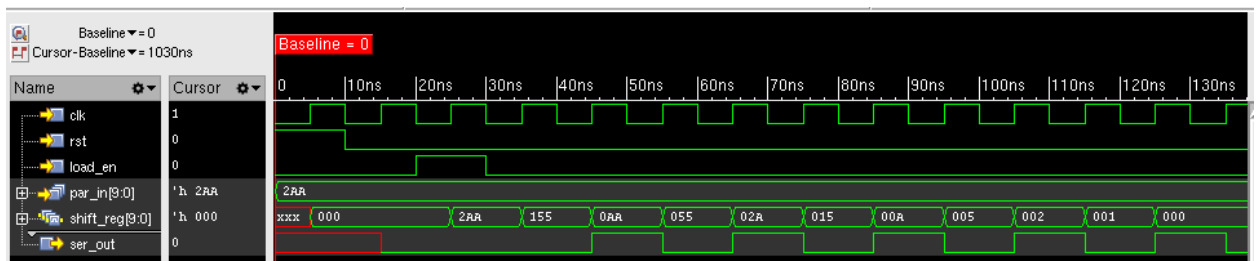 Baseline▼= 0
Cursor-Baseline▼= 1030ns
Baseline = 0
Name Cursor 0 10ns 20ns 30ns 40ns 50ns 60ns 70ns 80ns 90ns 100ns 110ns 120ns 130ns
clk 1
rst 0
load_en 0
par_in[9:0] 'h 2AA 2AA
shift_reg[9:0] 'h 000 xxx 000 2AA 155 0AA 055 02A 015 00A 005 002 001 000
ser_out 0